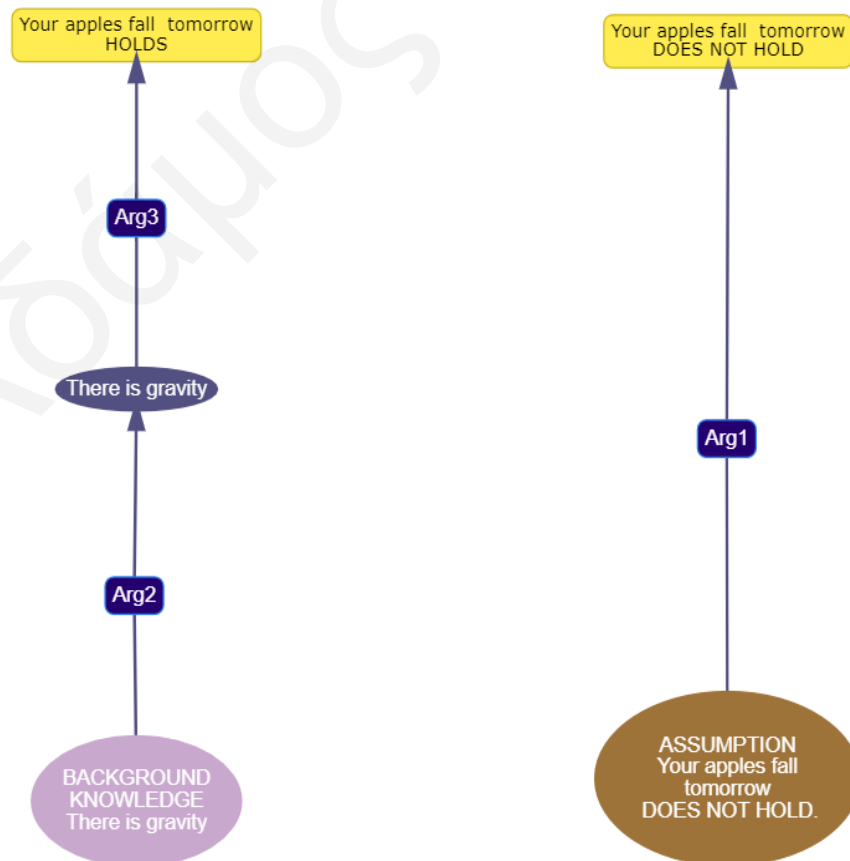 Your apples fall  tomorrow
HOLDS
Arg3
There is gravity
Arg2
BACKGROUND
KNOWLEDGE
There is gravity
Your apples fall  tomorrow
DOES NOT HOLD
Arg1
ASSUMPTION
Your apples fall
tomorrow
DOES NOT HOLD.